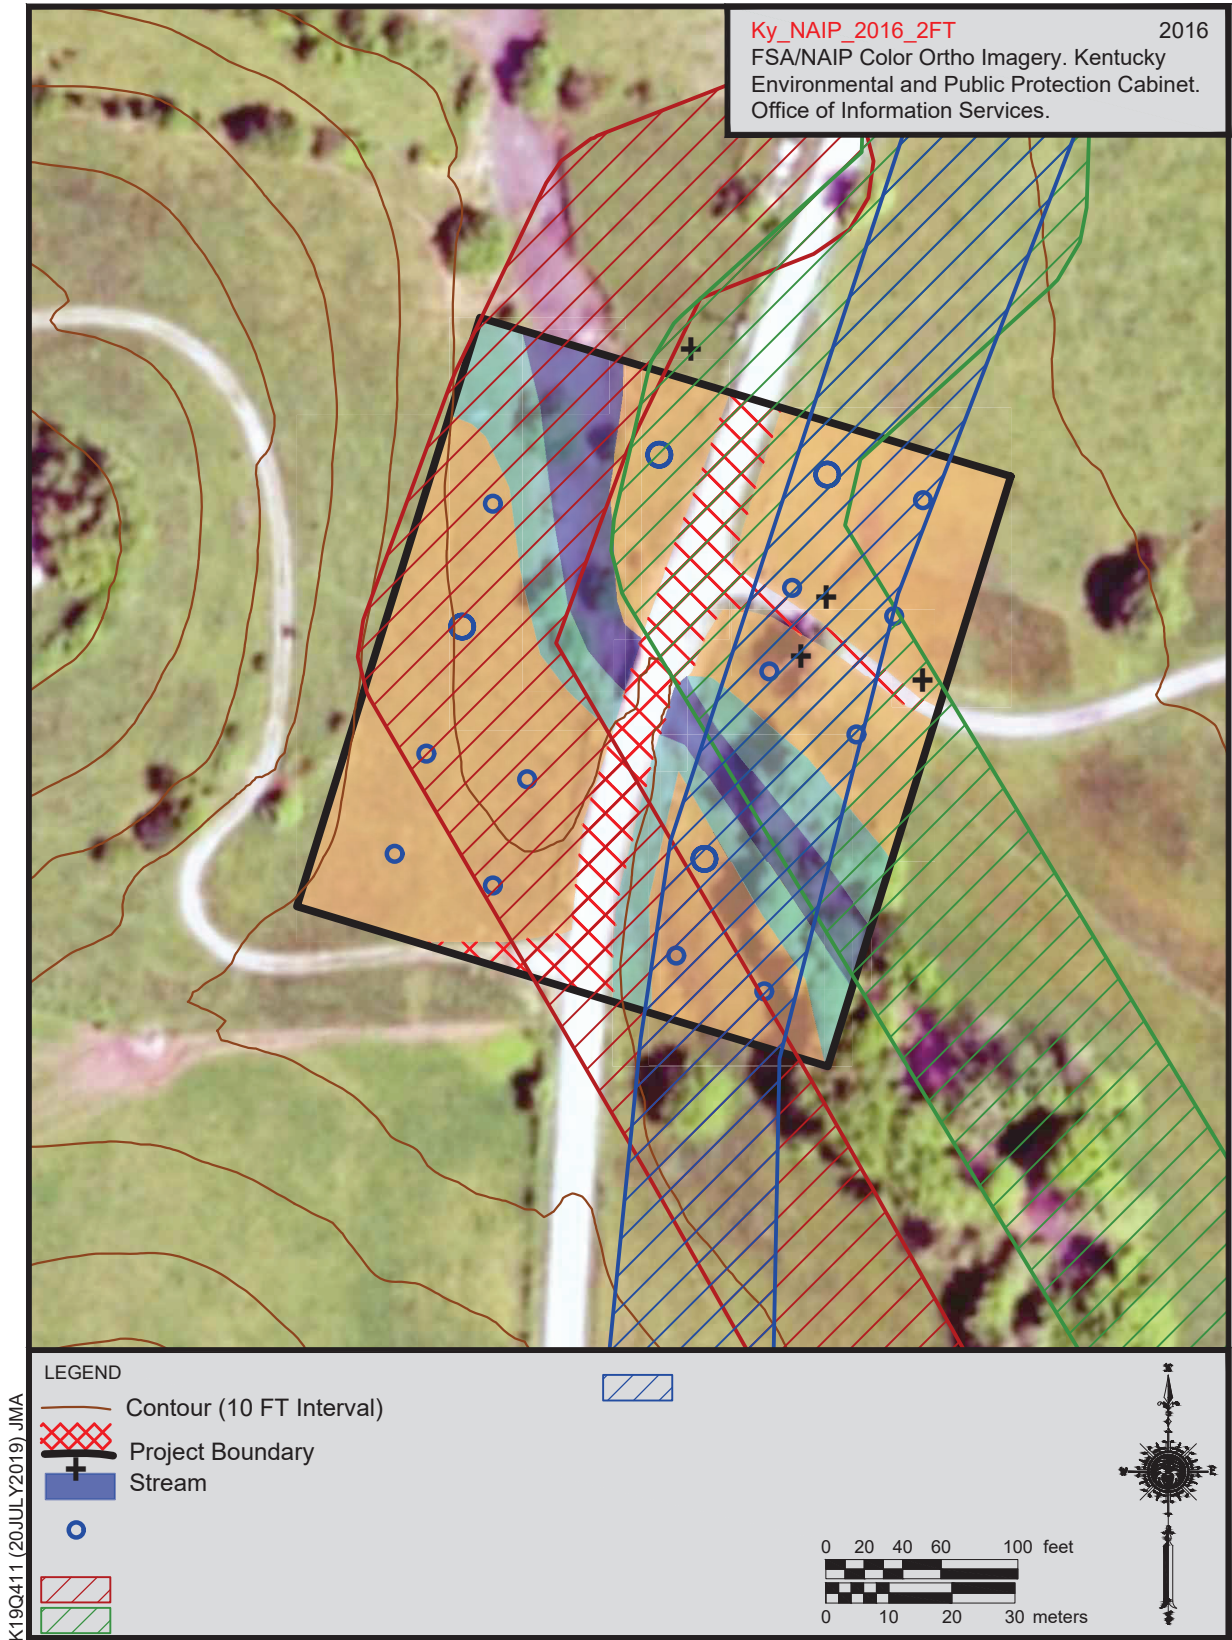 Ky_NAIP_2016_2FT 2016
FSA/NAIP Color Ortho Imagery. Kentucky
Environmental and Public Protection Cabinet.
Office of Information Services.
LEGEND
Contour (10 FT Interval)
Project Boundary
Stream
0 20 40 60 100 feet
0 10 20 30 meters
K19Q411 (20JULY2019) JMA